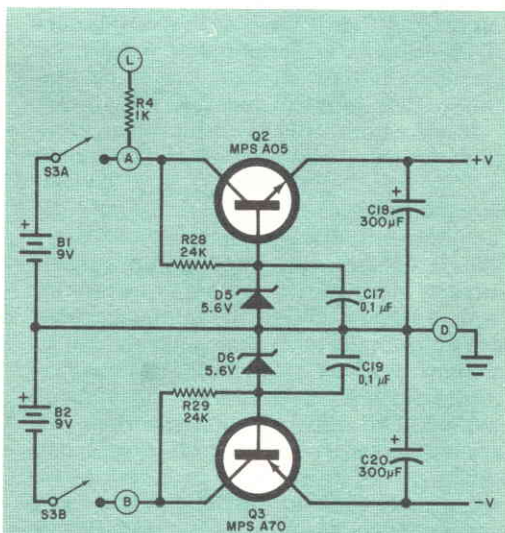 L
R4
1K
Q2
MPS A05
A
+V
S3A
+
C18
300µF
+
B1
9V
R28
24K
D5
5.6V
C17
0,1 µF
D
D6
5.6V
C19
0,1 µF
+
B2
9V
R29
24K
+
C20
300µF
S3B
B
-V
Q3
MPS A70